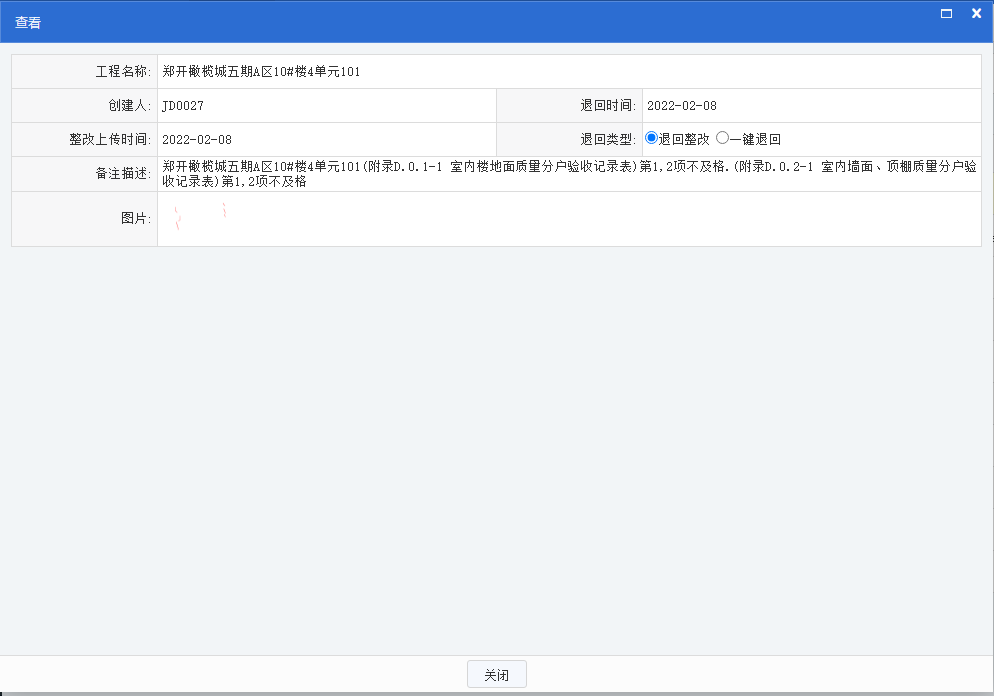 查看
工程名称: 郑开橄榄城五期A区10#楼4单元101
创建人: JD0027 退回时间: 2022-02-08
整改上传时间: 2022-02-08 退回类型: 退回整改 一键退回
备注描述: 郑开橄榄城五期A区10#楼4单元101(附录D.0.1-1 室内楼地面质量分户验收记录表)第1,2项不及格.(附录D.0.2-1 室内墙面、顶棚质量分户验
收记录表)第1,2项不及格
图片:
关闭